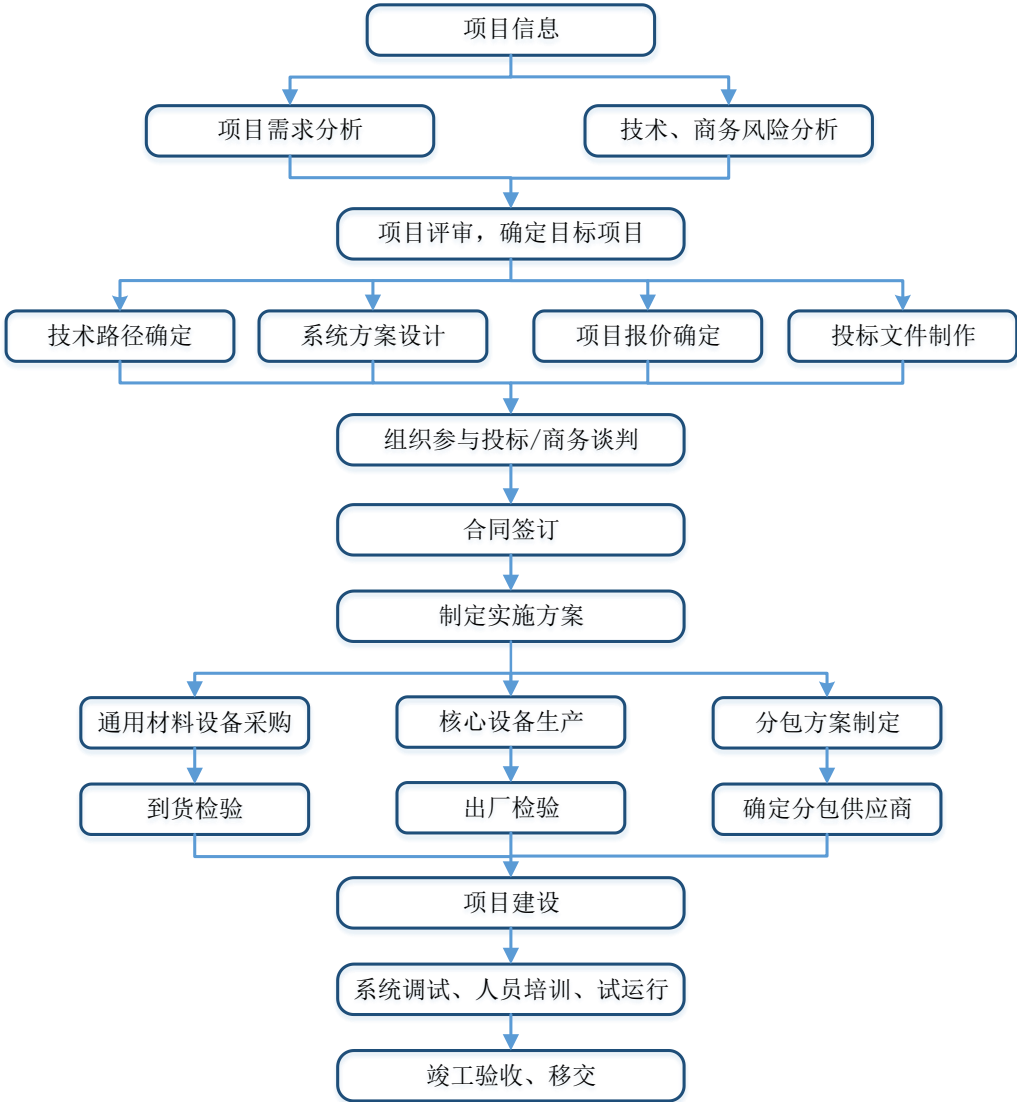 项目信息
项目需求分析
技术、商务风险分析
项目评审，确定目标项目
技术路径确定
系统方案设计
项目报价确定
投标文件制作
组织参与投标/商务谈判
合同签订
制定实施方案
通用材料设备采购
核心设备生产
分包方案制定
到货检验
出厂检验
确定分包供应商
项目建设
系统调试、人员培训、试运行
竣工验收、移交